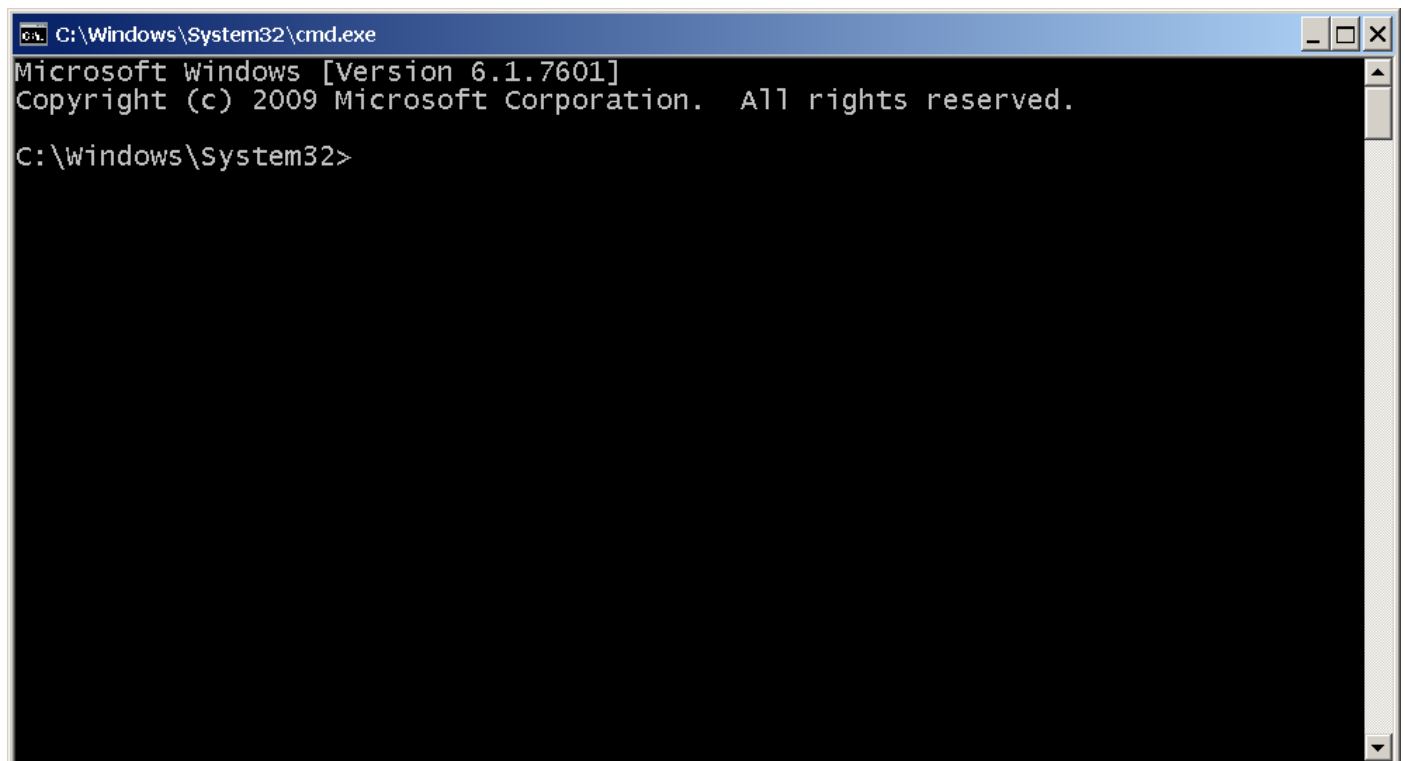 C:\Windows\System32\cmd.exe
Microsoft Windows [Version 6.1.7601]
Copyright (c) 2009 Microsoft Corporation.  All rights reserved.
C:\Windows\System32>